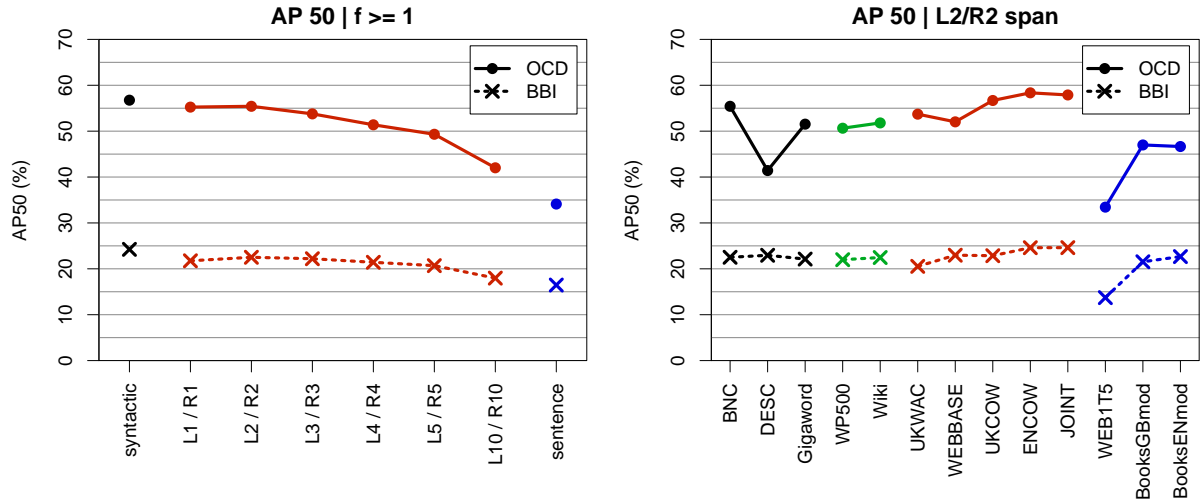 AP 50 | f >= 1
AP50 (%)
0
10
20
30
40
50
60
70
OCD
BBI
syntactic
L1 / R1
L2 / R2
L3 / R3
L4 / R4
L5 / R5
L10 / R10
sentence
AP 50 | L2/R2 span
AP50 (%)
0
10
20
30
40
50
60
70
OCD
BBI
BNC
DESC
Gigaword
WP500
Wiki
UKWAC
WEBBASE
UKCOW
ENCOW
JOINT
WEB1T5
BooksGBmod
BooksENmod